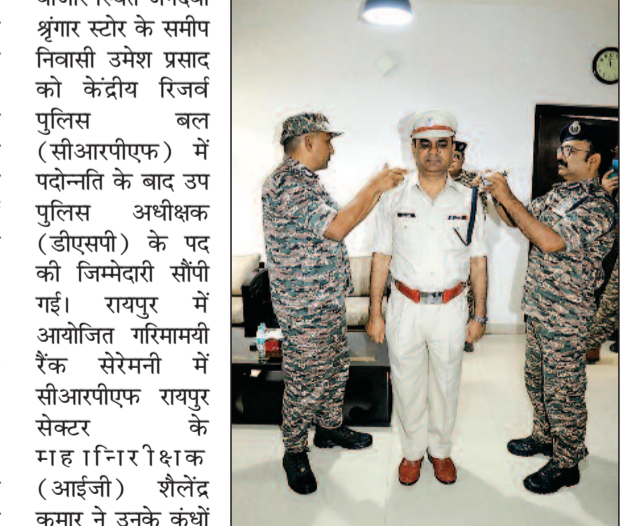 बाजार स्थित जगदम्बा
श्रृंगार स्टोर के समीप
निवासी उमेश प्रसाद
को केंद्रीय रिजर्व
पुलिस बल
(सीआरपीएफ) में
पदोन्नति के बाद उप
पुलिस अधीक्षक
(डीएसपी) के पद
की जिम्मेदारी सौंपी
गई। रायपुर में
आयोजित गरिमामयी
रैंक सेरेमनी में
सीआरपीएफ रायपुर
सेक्टर के
माहानिरीक्षक
(आईजी) शैलेंद्र
कुमार ने उनके कंधों